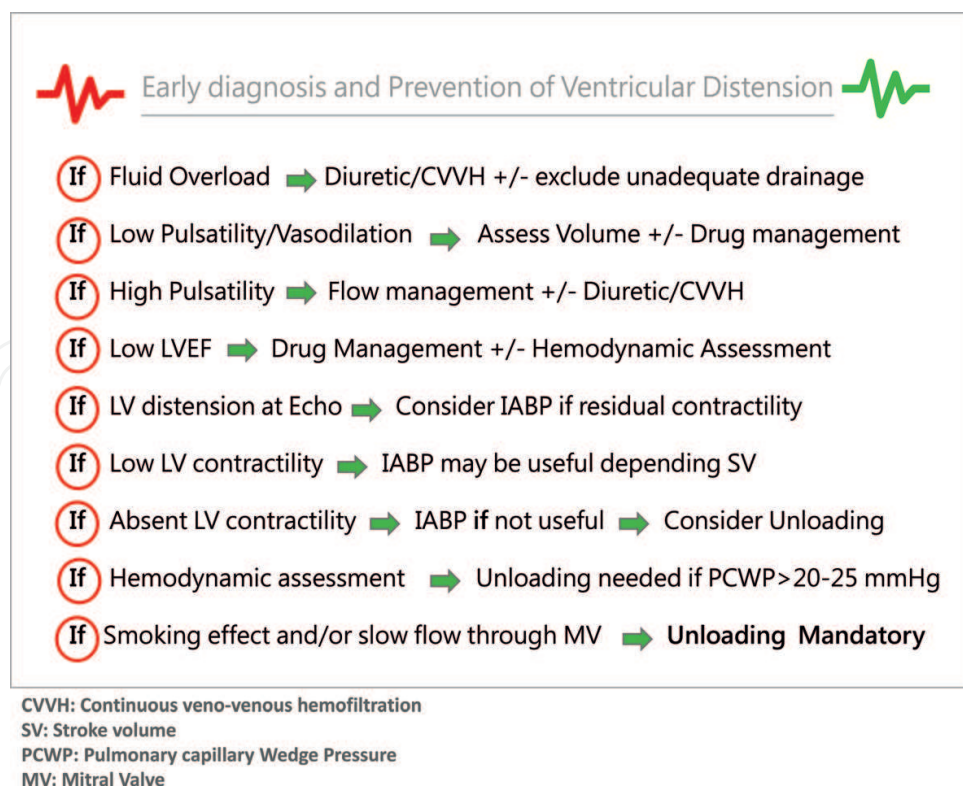 Early diagnosis and Prevention of Ventricular Distension
If Fluid Overload Diuretic/CVVH +/- exclude unadequate drainage
If Low Pulsatility/Vasodilation Assess Volume +/- Drug management
If High Pulsatility Flow management +/- Diuretic/CVVH
If Low LVEF Drug Management +/- Hemodynamic Assessment
If LV distension at Echo Consider IABP if residual contractility
If Low LV contractility IABP may be useful depending SV
If Absent LV contractility IABP if not useful Consider Unloading
If Hemodynamic assessment Unloading needed if PCWP>20-25 mmHg
If Smoking effect and/or slow flow through MV Unloading Mandatory
CVVH: Continuous veno-venous hemofiltration
SV: Stroke volume
PCWP: Pulmonary capillary Wedge Pressure
MV: Mitral Valve